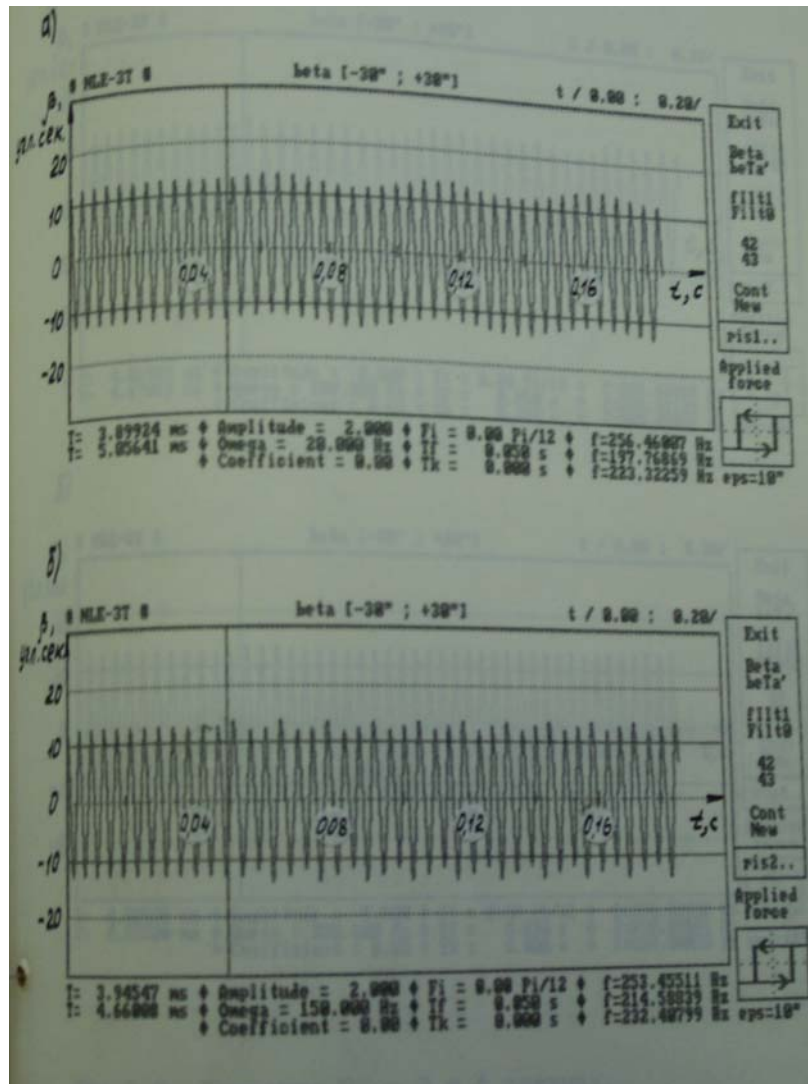 а)
# MLE-3T # beta [-30" ; +30"] t / 0.00 : 0.20/
β,
угл.сек.
20
10
0
-10
-20
0,04 0,08 0,12 0,16 t,c
Exit
Beta
beTa'
fIlt1
Filt0
42
43
Cont
New
pis1..
Applied
force
T= 3.89924 ms ♦ Amplitude = 2.000 ♦ Fi = 0.00 Pi/12 ♦ f=256.46007 Hz
T= 5.05641 ms ♦ Omega = 20.000 Hz ♦ Tf = 0.050 s ♦ f=197.76869 Hz
♦ Coefficient = 0.00 ♦ Tk = 0.000 s ♦ f=223.32259 Hz eps=10"
б)
# MLE-3T # beta [-30" ; +30"] t / 0.00 : 0.20/
β,
угл.сек
20
10
0
-10
-20
0,04 0,08 0,12 0,16 t,c
Exit
Beta
beTa'
fIlt1
Filt0
42
43
Cont
New
pis2..
Applied
force
T= 3.94547 ms ♦ Amplitude = 2.000 ♦ Fi = 0.00 Pi/12 ♦ f=253.45511 Hz
T= 4.66008 ms ♦ Omega = 150.000 Hz ♦ Tf = 0.050 s ♦ f=214.58839 Hz
♦ Coefficient = 0.00 ♦ Tk = 0.000 s ♦ f=232.40799 Hz eps=10"